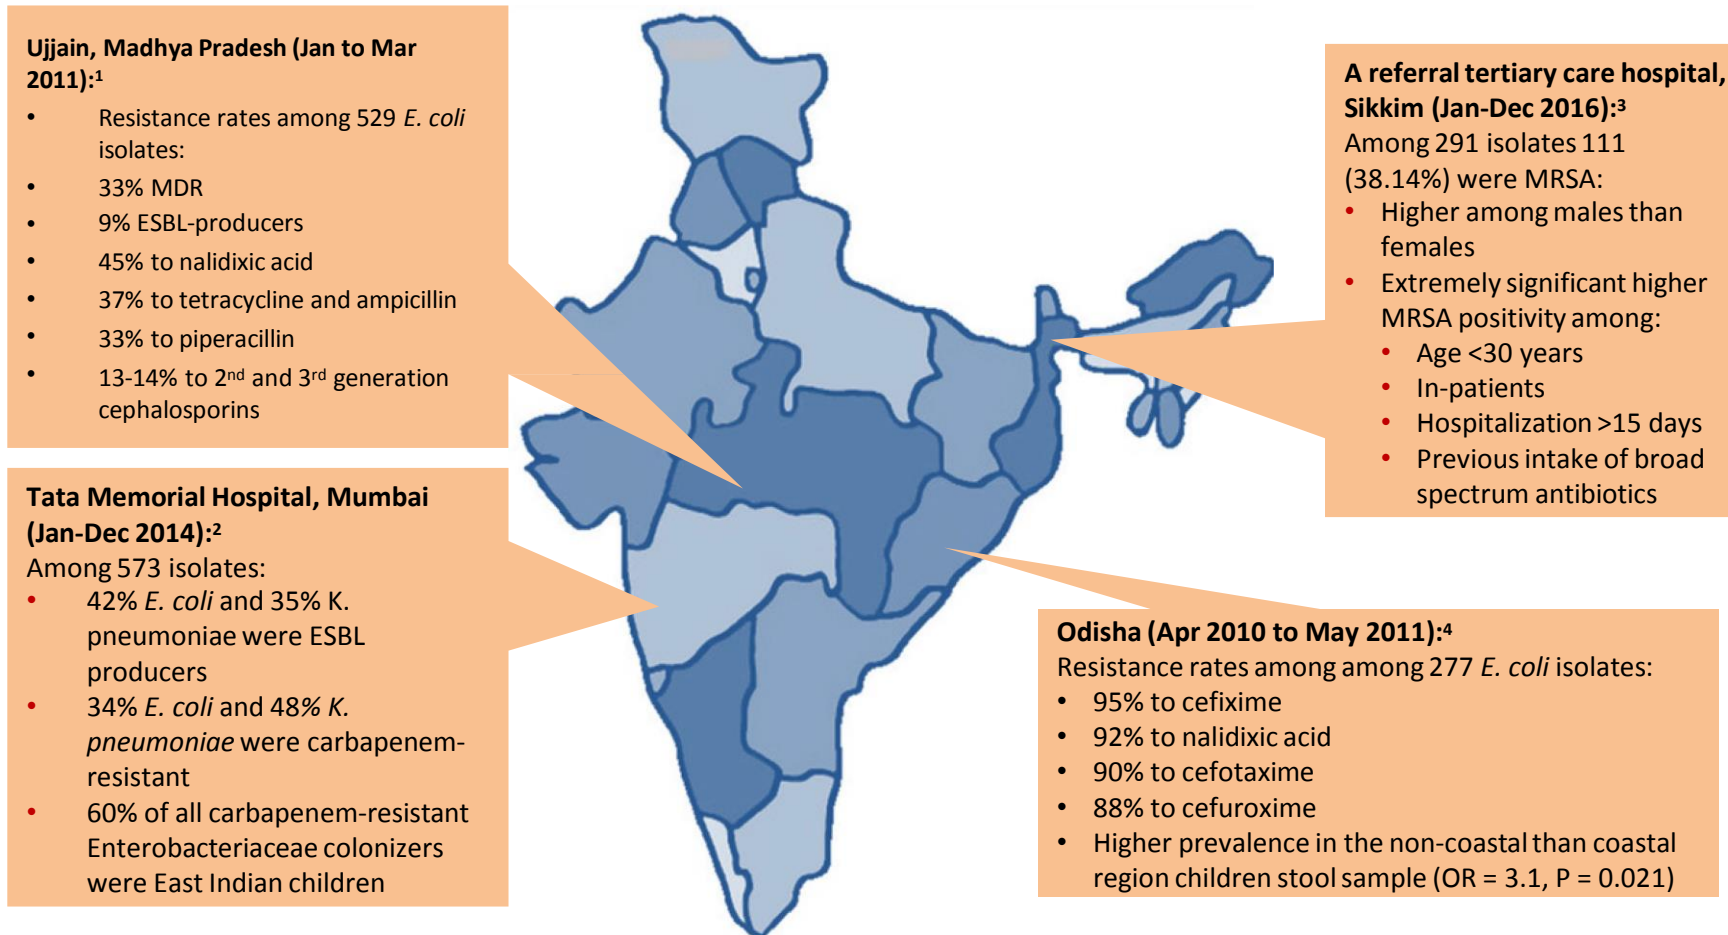 Ujjain, Madhya Pradesh (Jan to Mar
2011):1
• Resistance rates among 529 E. coli
isolates:
• 33% MDR
• 9% ESBL-producers
• 45% to nalidixic acid
• 37% to tetracycline and ampicillin
• 33% to piperacillin
• 13-14% to 2nd and 3rd generation
cephalosporins
Tata Memorial Hospital, Mumbai
(Jan-Dec 2014):2
Among 573 isolates:
• 42% E. coli and 35% K.
pneumoniae were ESBL
producers
• 34% E. coli and 48% K.
pneumoniae were carbapenem-
resistant
• 60% of all carbapenem-resistant
Enterobacteriaceae colonizers
were East Indian children
A referral tertiary care hospital,
Sikkim (Jan-Dec 2016):3
Among 291 isolates 111
(38.14%) were MRSA:
• Higher among males than
females
• Extremely significant higher
MRSA positivity among:
• Age <30 years
• In-patients
• Hospitalization >15 days
• Previous intake of broad
spectrum antibiotics
Odisha (Apr 2010 to May 2011):4
Resistance rates among among 277 E. coli isolates:
• 95% to cefixime
• 92% to nalidixic acid
• 90% to cefotaxime
• 88% to cefuroxime
• Higher prevalence in the non-coastal than coastal
region children stool sample (OR = 3.1, P = 0.021)